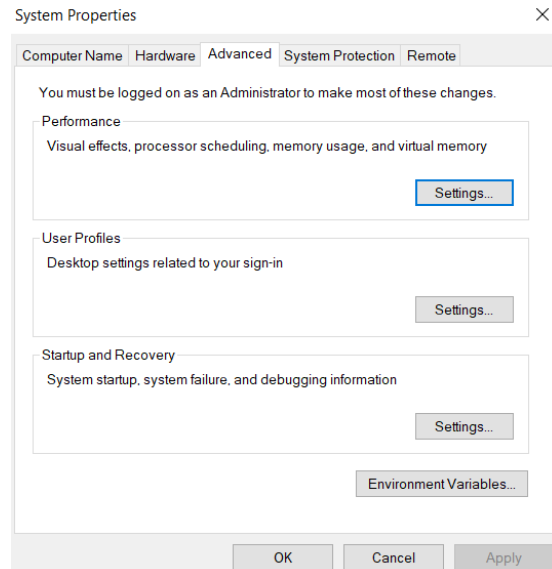 System Properties
Computer Name Hardware Advanced System Protection Remote
You must be logged on as an Administrator to make most of these changes.
Performance
Visual effects, processor scheduling, memory usage, and virtual memory
Settings...
User Profiles
Desktop settings related to your sign-in
Settings...
Startup and Recovery
System startup, system failure, and debugging information
Settings...
Environment Variables...
OK Cancel Apply